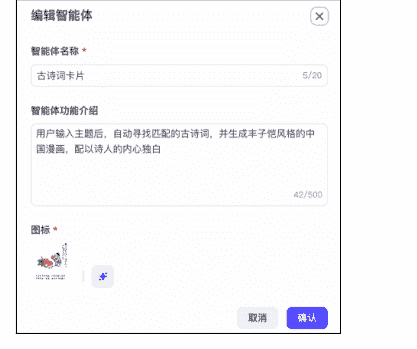 编辑智能体
智能体名称 *
古诗词卡片
5/20
智能体功能介绍
用户输入主题后，自动寻找匹配的古诗词，并生成丰子恺风格的中
国漫画，配以诗人的内心独白
42/500
图标 *
取消
确认